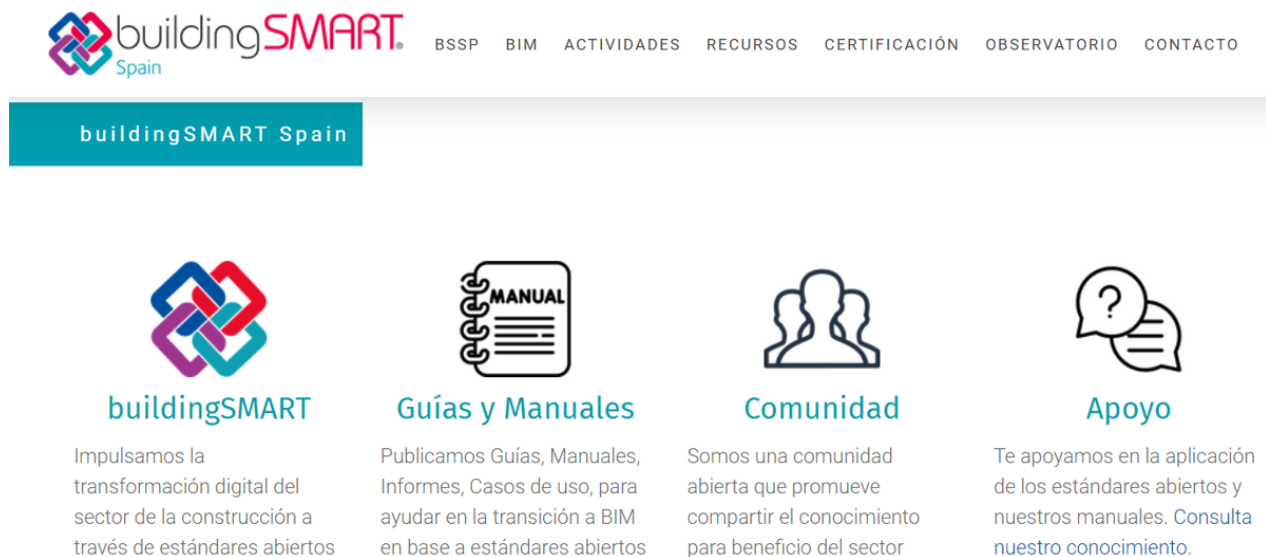 buildingSMART®
Spain
BSSP BIM ACTIVIDADES RECURSOS CERTIFICACIÓN OBSERVATORIO CONTACTO
buildingSMART Spain
MANUAL
buildingSMART
Impulsamos la
transformación digital del
sector de la construcción a
través de estándares abiertos
Guías y Manuales
Publicamos Guías, Manuales,
Informes, Casos de uso, para
ayudar en la transición a BIM
en base a estándares abiertos
Comunidad
Somos una comunidad
abierta que promueve
compartir el conocimiento
para beneficio del sector
?
Apoyo
Te apoyamos en la aplicación
de los estándares abiertos y
nuestros manuales. Consulta
nuestro conocimiento.